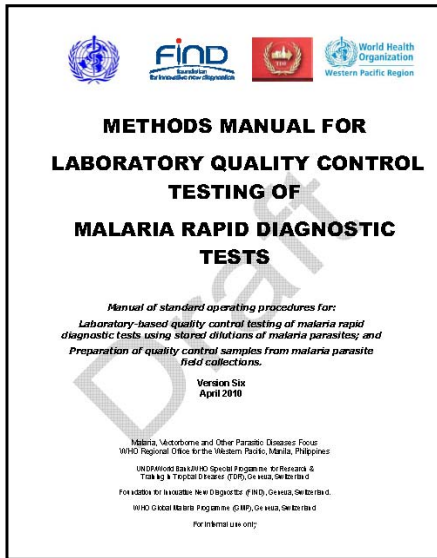 FIND
foundation
for innovative new diagnostics
TDR
World Health
Organization
Western Pacific Region
METHODS MANUAL FOR
LABORATORY QUALITY CONTROL
TESTING OF
MALARIA RAPID DIAGNOSTIC
TESTS
Draft
Manual of standard operating procedures for:
Laboratory-based quality control testing of malaria rapid
diagnostic tests using stored dilutions of malaria parasites; and
Preparation of quality control samples from malaria parasite
field collections.
Version Six
April 2010
Malaria, Vectorborne and Other Parasitic Diseases Focus
WHO Regional Office for the Western Pacific, Manila, Philippines
UNDP/World Bank/WHO Special Programme for Research &
Training in Tropical Diseases (TDR), Geneva, Switzerland
Foundation for Innovative New Diagnostics (FIND), Geneva, Switzerland.
WHO Global Malaria Programme (GMP), Geneva, Switzerland
For internal use only